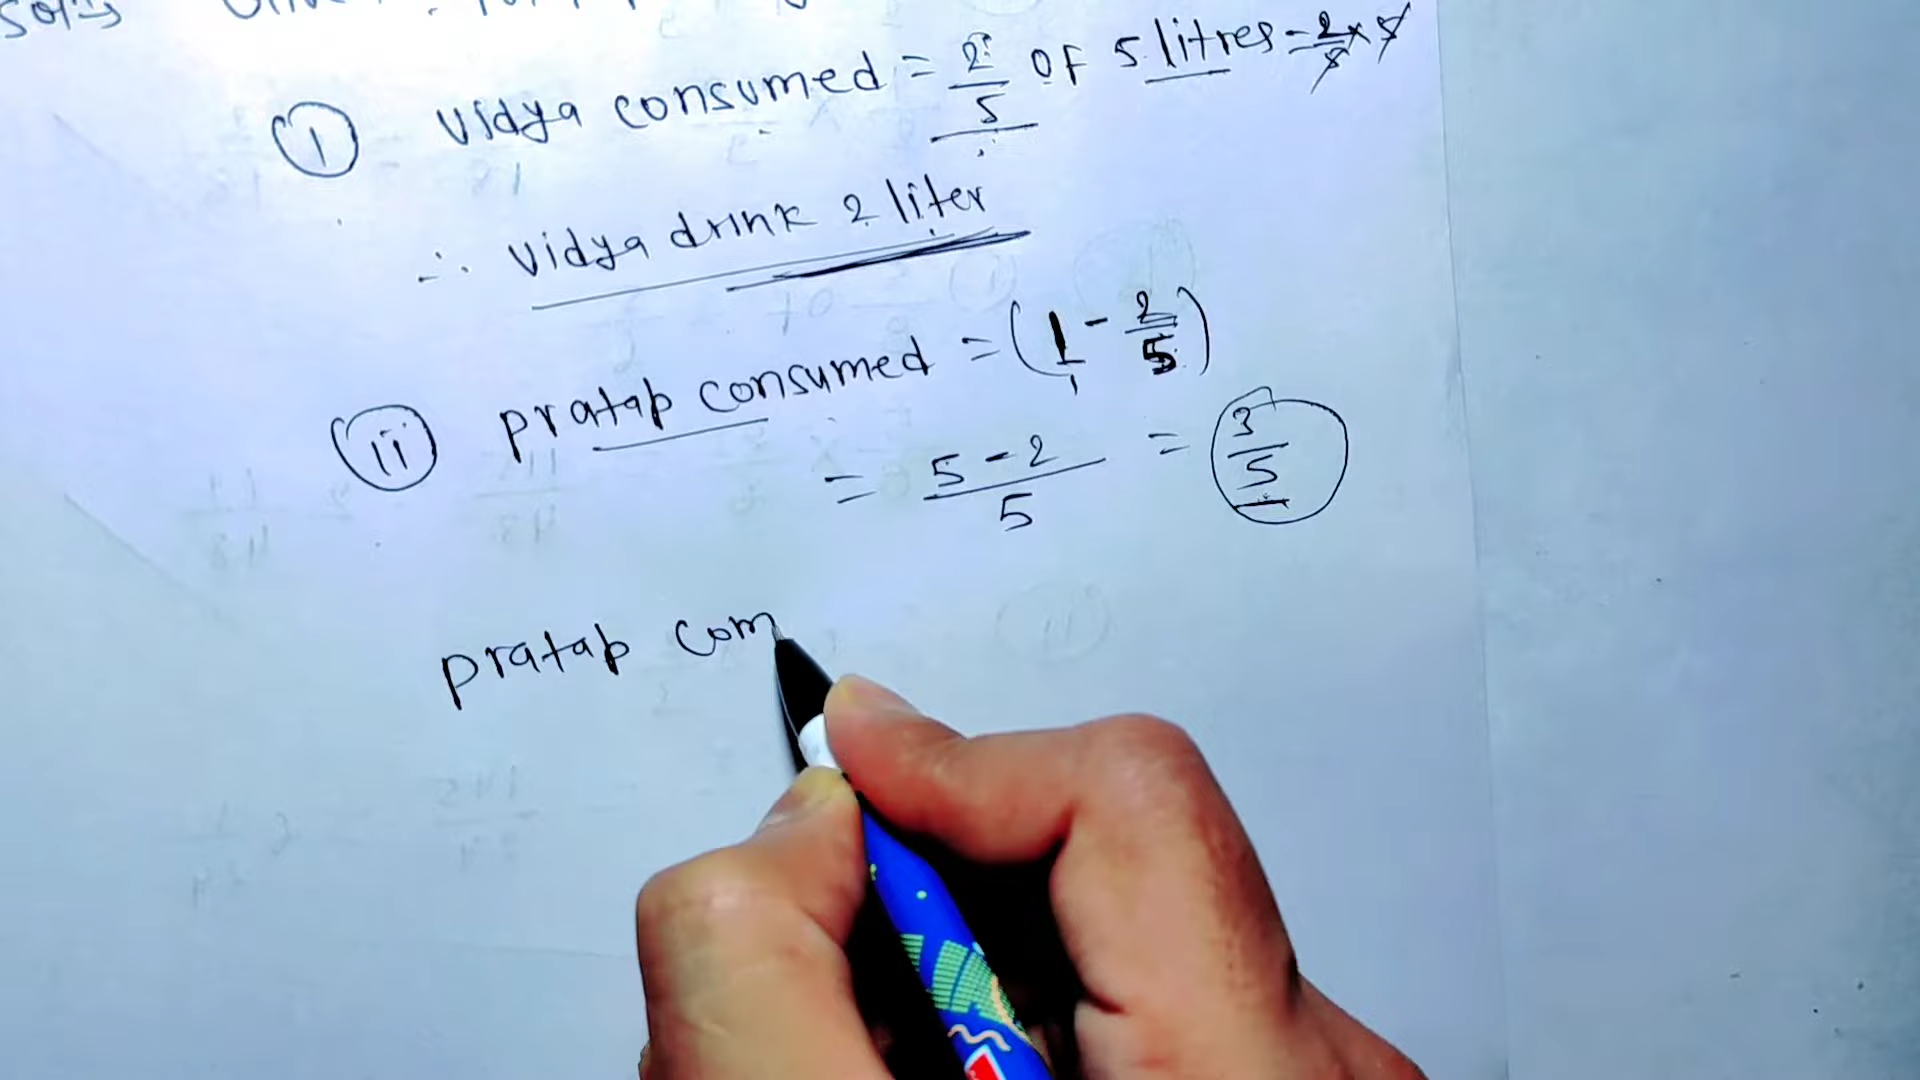 (i) Vidya consumed = 2/5 OF 5 litres = 2/5 × 5
∴ Vidya drink 2 liter
(ii) pratap consumed = (1 - 2/5)
= 5-2/5 = 3/5
pratap com